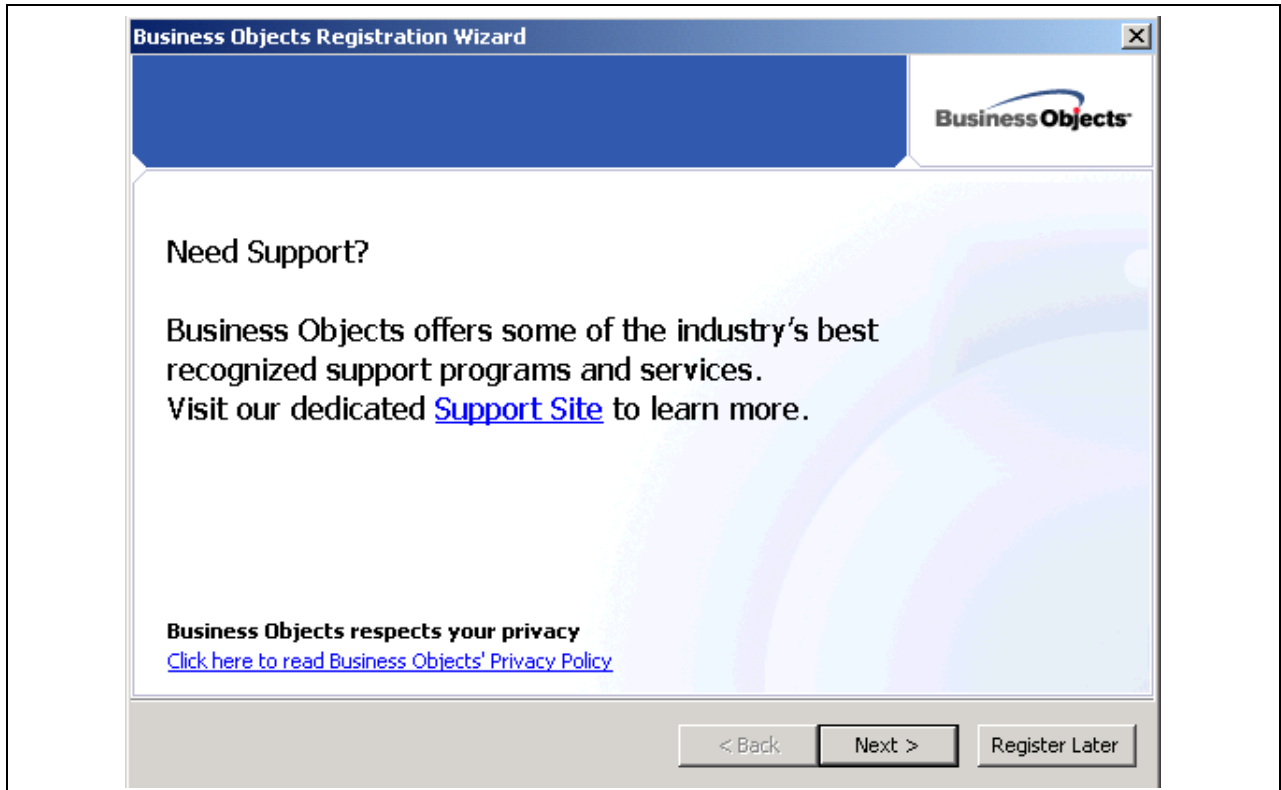 Business Objects Registration Wizard
Business Objects
Need Support?
Business Objects offers some of the industry's best
recognized support programs and services.
Visit our dedicated Support Site to learn more.
Business Objects respects your privacy
Click here to read Business Objects' Privacy Policy
< Back
Next >
Register Later